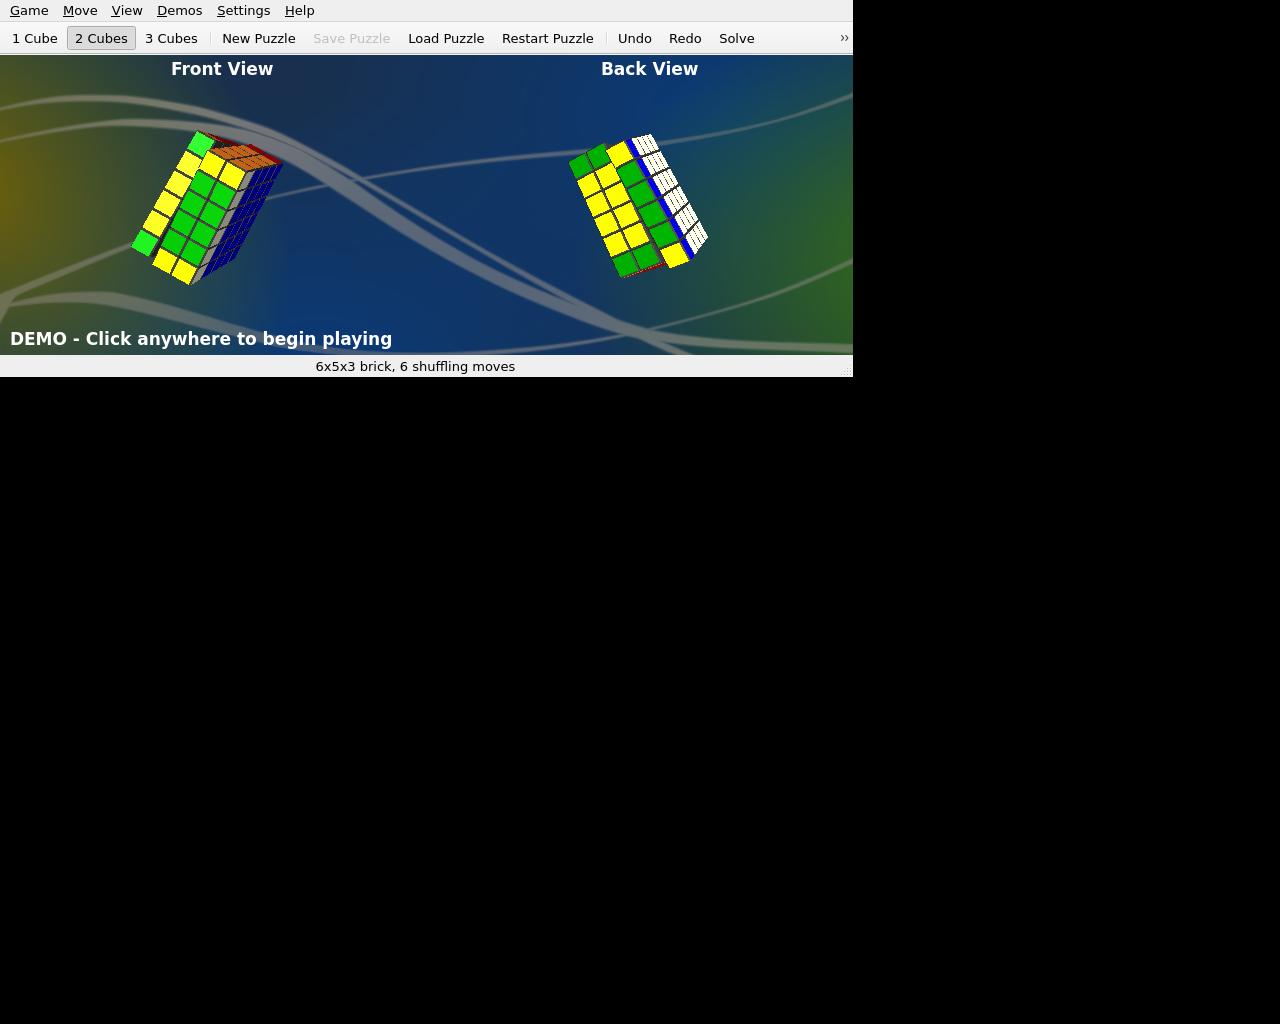 Game Move View Demos Settings Help
1 Cube 2 Cubes 3 Cubes New Puzzle Save Puzzle Load Puzzle Restart Puzzle Undo Redo Solve ››
Front View Back View
DEMO - Click anywhere to begin playing
6x5x3 brick, 6 shuffling moves